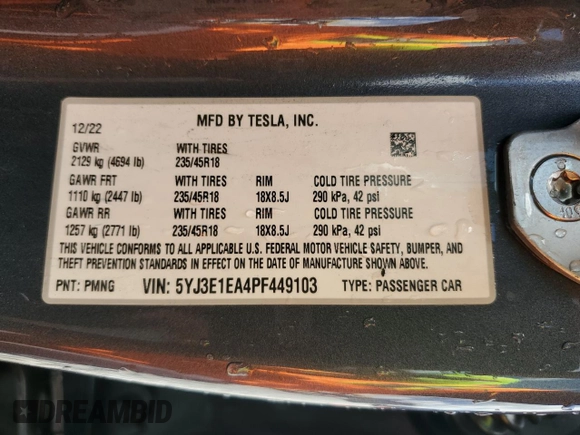 MFD BY TESLA, INC.
12/22
GVWR WITH TIRES
2129 kg (4694 lb) 235/45R18
GAWR FRT WITH TIRES RIM COLD TIRE PRESSURE
1110 kg (2447 lb) 235/45R18 18X8.5J 290 kPa, 42 psi
GAWR RR WITH TIRES RIM COLD TIRE PRESSURE
1257 kg (2771 lb) 235/45R18 18X8.5J 290 kPa, 42 psi
THIS VEHICLE CONFORMS TO ALL APPLICABLE U.S. FEDERAL MOTOR VEHICLE SAFETY, BUMPER, AND
THEFT PREVENTION STANDARDS IN EFFECT ON THE DATE OF MANUFACTURE SHOWN ABOVE.
PNT: PMNG VIN: 5YJ3E1EA4PF449103 TYPE: PASSENGER CAR
DREAMBID